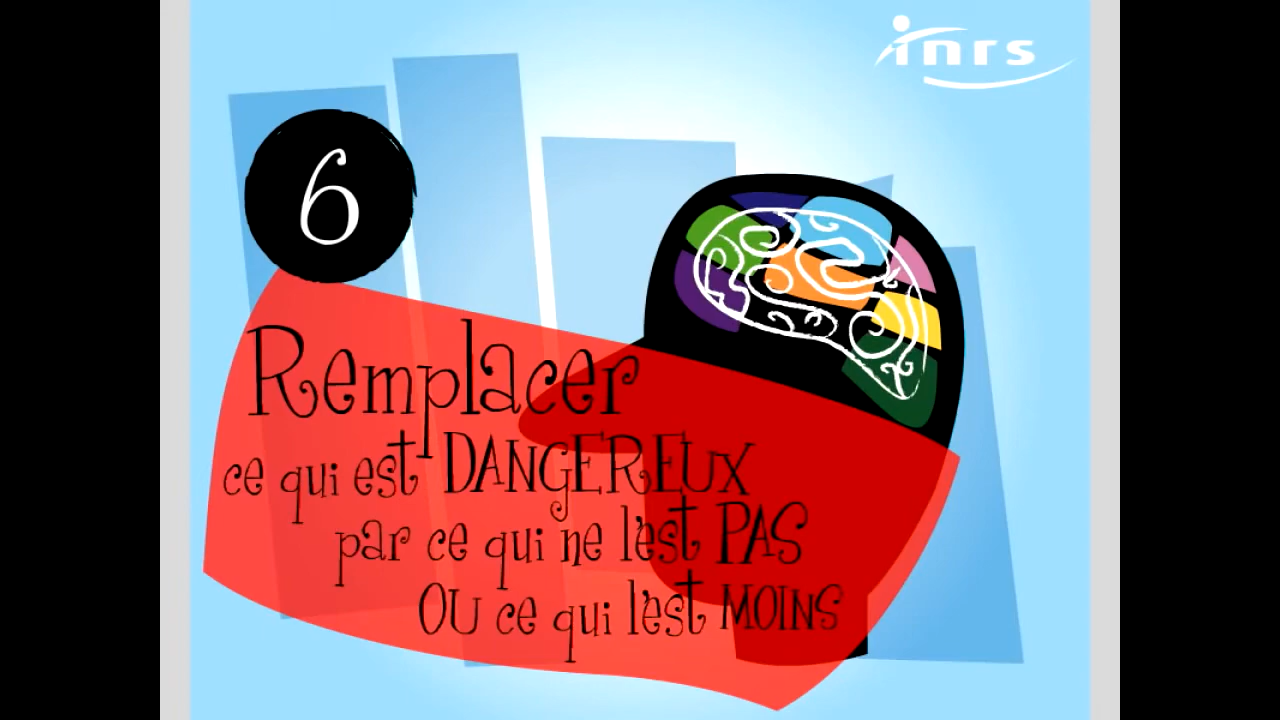 inrs
6
Remplacer
ce qui est DANGEREUX
par ce qui ne l'est PAS
OU ce qui l'est MOINS